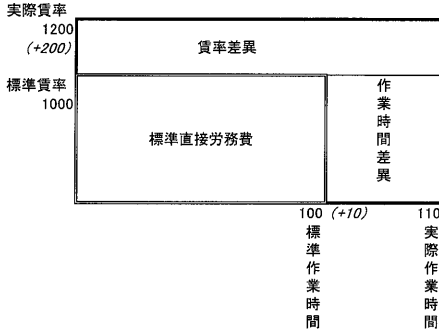 実際賃率
1200
(+200)
賃率差異
標準賃率
1000
標準直接労務費
作業時間差異
100 (+10) 110
標準作業時間
実際作業時間